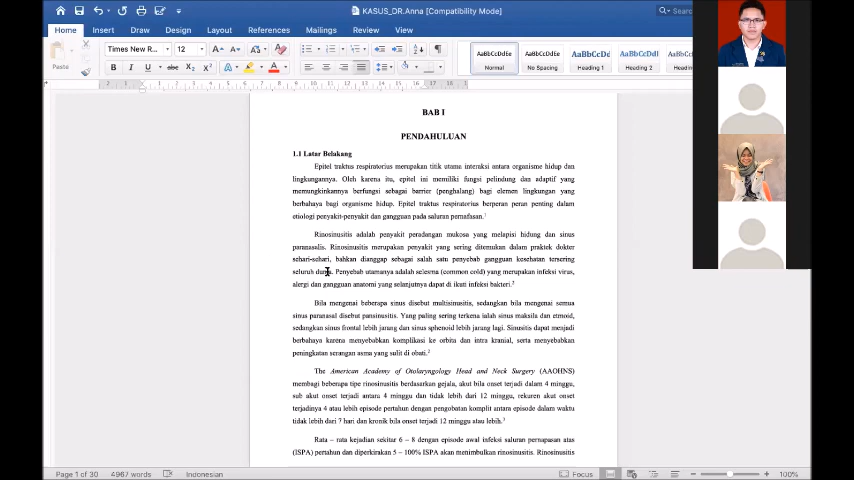 KASUS_DR.Anna [Compatibility Mode]
Home Insert Draw Design Layout References Mailings Review View
Times New Ro... 12
AaBbCcDdEe AaBbCcDdEe AaBbCcDd AaBbCcDdE
Paste Normal No Spacing Heading 1 Heading 2
BAB I
PENDAHULUAN
1.1 Latar Belakang
Epitel traktus respiratorius merupakan titik utama interaksi antara organisme hidup dan
lingkungannya. Oleh karena itu, epitel ini memiliki fungsi pelindung dan adaptif yang
memungkinkannya berfungsi sebagai barrier (penghalang) bagi elemen lingkungan yang
berbahaya bagi organisme hidup. Epitel traktus respiratorius berperan peran penting dalam
etiologi penyakit-penyakit dan gangguan pada saluran pernafasan.1
Rinosinusitis adalah penyakit peradangan mukosa yang melapisi hidung dan sinus
paranasalis. Rinosinusitis merupakan penyakit yang sering ditemukan dalam praktek dokter
sehari-sehari, bahkan dianggap sebagai salah satu penyebab gangguan kesehatan tersering
seluruh dunia. Penyebab utamanya adalah selesma (common cold) yang merupakan infeksi virus,
alergi dan gangguan anatomi yang selanjutnya dapat di ikuti infeksi bakteri.2
Bila mengenai beberapa sinus disebut multisinusitis, sedangkan bila mengenai semua
sinus paranasal disebut pansinusitis. Yang paling sering terkena ialah sinus maksila dan etmoid,
sedangkan sinus frontal lebih jarang dan sinus sphenoid lebih jarang lagi. Sinusitis dapat menjadi
berbahaya karena menyebabkan komplikasi ke orbita dan intra kranial, serta menyebabkan
peningkatan serangan asma yang sulit di obati.2
The American Academy of Otolaryngology Head and Neck Surgery (AAOHNS)
membagi beberapa tipe rinosinusitis berdasarkan gejala, akut bila onset terjadi dalam 4 minggu,
sub akut onset terjadi antara 4 minggu dan tidak lebih dari 12 minggu, rekuren akut onset
terjadinya 4 atau lebih episode pertahun dengan pengobatan komplit antara episode dalam waktu
tidak lebih dari 7 hari dan kronik bila onset terjadi 12 minggu atau lebih.3
Rata – rata kejadian sekitur 6 – 8 dengan episode awal infeksi saluran pernapasan atas
(ISPA) pertahun dan diperkirakan 5 – 100% ISPA akan menimbulkan rinosinusitis. Rinosinusitis
Page 1 of 30 4967 words Indonesian Focus 100%